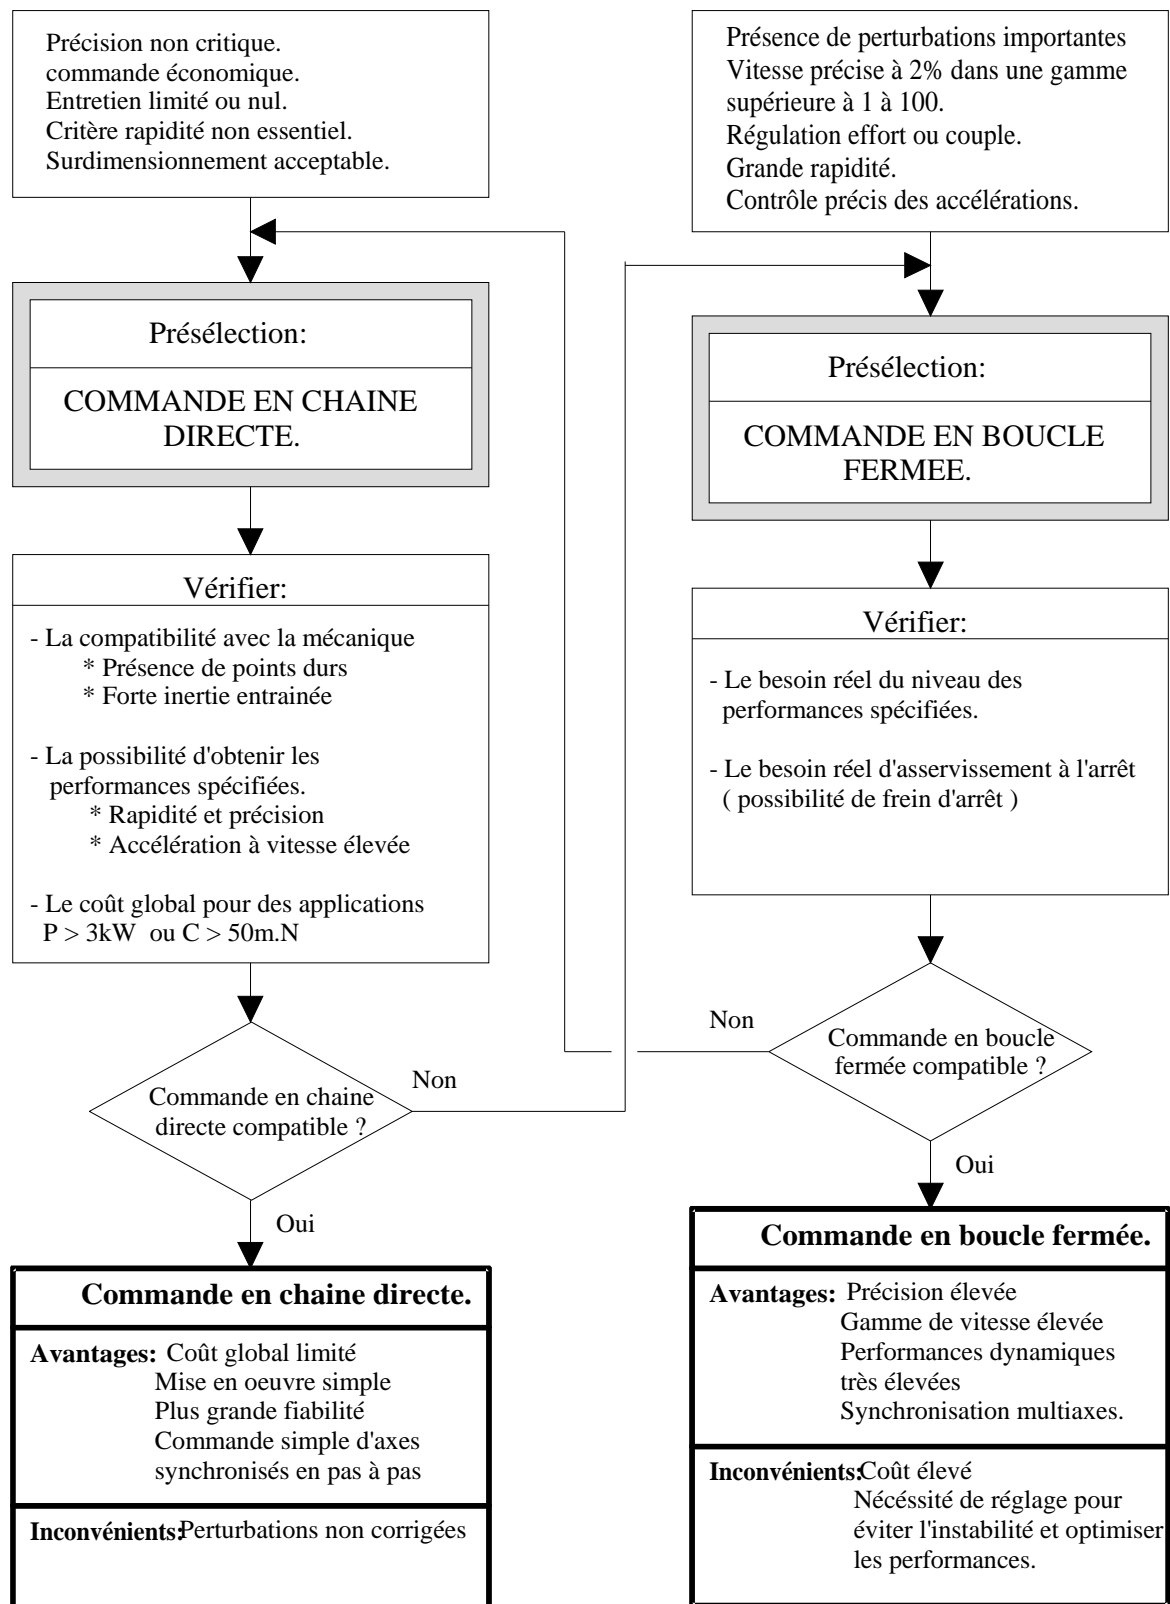 Précision non critique.
commande économique.
Entretien limité ou nul.
Critère rapidité non essentiel.
Surdimensionnement acceptable.
Présélection:
COMMANDE EN CHAINE
DIRECTE.
Vérifier:
- La compatibilité avec la mécanique
* Présence de points durs
* Forte inertie entrainée
- La possibilité d'obtenir les
performances spécifiées.
* Rapidité et précision
* Accélération à vitesse élevée
- Le coût global pour des applications
P > 3kW ou C > 50m.N
Commande en chaine
directe compatible ?
Non
Oui
Commande en chaine directe.
Avantages: Coût global limité
Mise en oeuvre simple
Plus grande fiabilité
Commande simple d'axes
synchronisés en pas à pas
Inconvénients: Perturbations non corrigées
Présence de perturbations importantes
Vitesse précise à 2% dans une gamme
supérieure à 1 à 100.
Régulation effort ou couple.
Grande rapidité.
Contrôle précis des accélérations.
Présélection:
COMMANDE EN BOUCLE
FERMEE.
Vérifier:
- Le besoin réel du niveau des
performances spécifiées.
- Le besoin réel d'asservissement à l'arrêt
( possibilité de frein d'arrêt )
Non
Commande en boucle
fermée compatible ?
Oui
Commande en boucle fermée.
Avantages: Précision élevée
Gamme de vitesse élevée
Performances dynamiques
très élevées
Synchronisation multiaxes.
Inconvénients: Coût élevé
Nécéssité de réglage pour
éviter l'instabilité et optimiser
les performances.